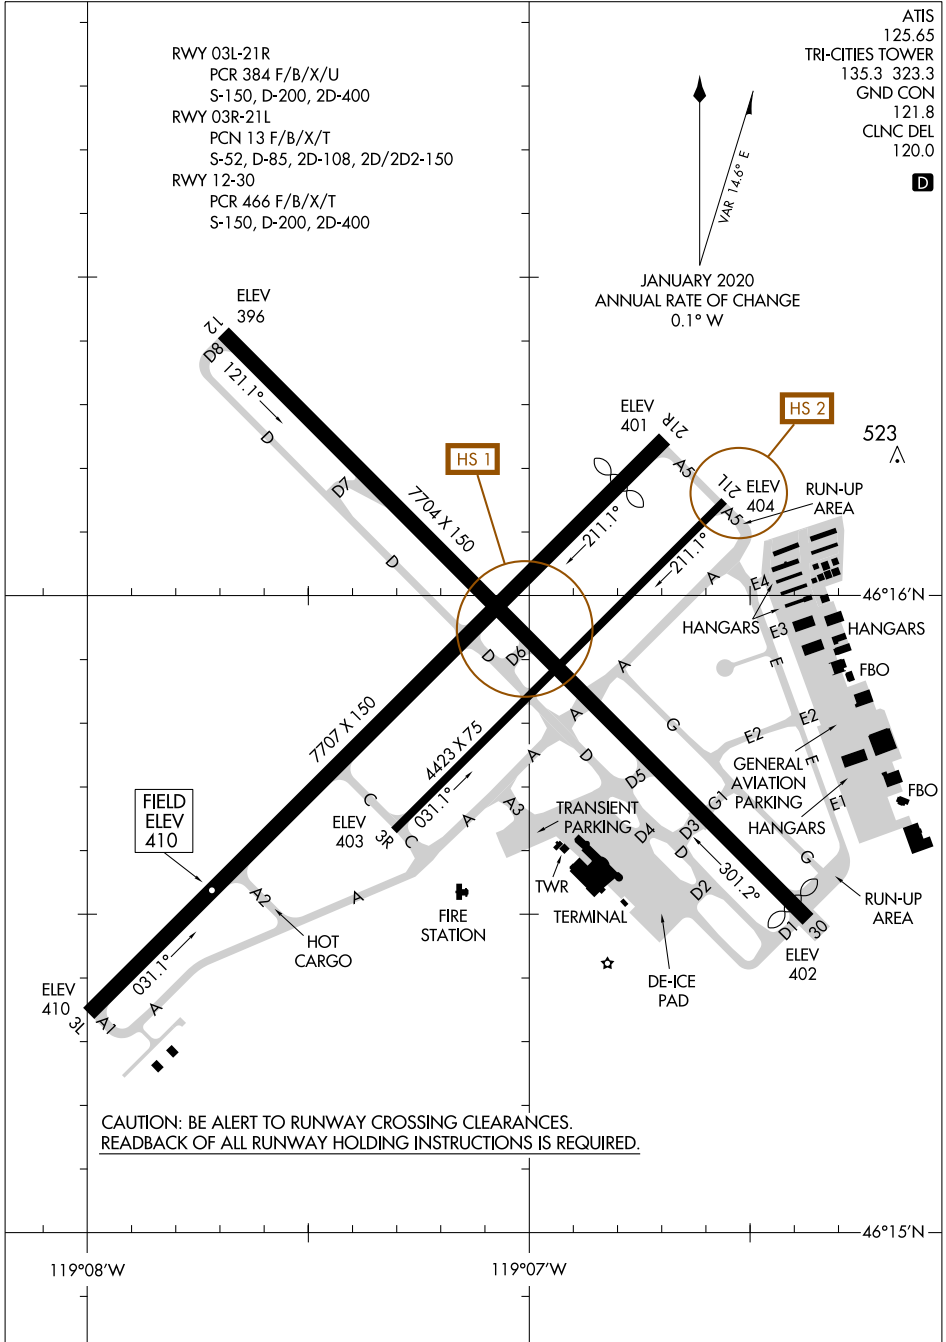 ATIS
125.65
TRI-CITIES TOWER
135.3 323.3
GND CON
121.8
CLNC DEL
120.0
D
RWY 03L-21R
PCR 384 F/B/X/U
S-150, D-200, 2D-400
RWY 03R-21L
PCN 13 F/B/X/T
S-52, D-85, 2D-108, 2D/2D2-150
RWY 12-30
PCR 466 F/B/X/T
S-150, D-200, 2D-400
VAR 14.6° E
JANUARY 2020
ANNUAL RATE OF CHANGE
0.1° W
ELEV
396
12
D8
121.1°
D
D7
7704 X 150
D
HS 1
ELEV
401
21R
A5
HS 2
523
21L
ELEV
404
A5
RUN-UP
AREA
211.1°
211.1°
A
E4
46°16'N
HANGARS
E3
HANGARS
E
FBO
D
D6
A
7707 X 150
4423 X 75
A
A
G
E2
E2
E
D
D5
GENERAL
AVIATION
PARKING
E1
HANGARS
FBO
FIELD
ELEV
410
C
031.1°
ELEV
403
3R
C
A
A3
TRANSIENT
PARKING
D4
D3
G1
D
301.2°
G
TWR
TERMINAL
D2
RUN-UP
AREA
A2
A
HOT
CARGO
FIRE
STATION
D1
30
ELEV
402
DE-ICE
PAD
031.1°
ELEV
410
3L
A1
A
CAUTION: BE ALERT TO RUNWAY CROSSING CLEARANCES.
READBACK OF ALL RUNWAY HOLDING INSTRUCTIONS IS REQUIRED.
46°15'N
119°08'W
119°07'W